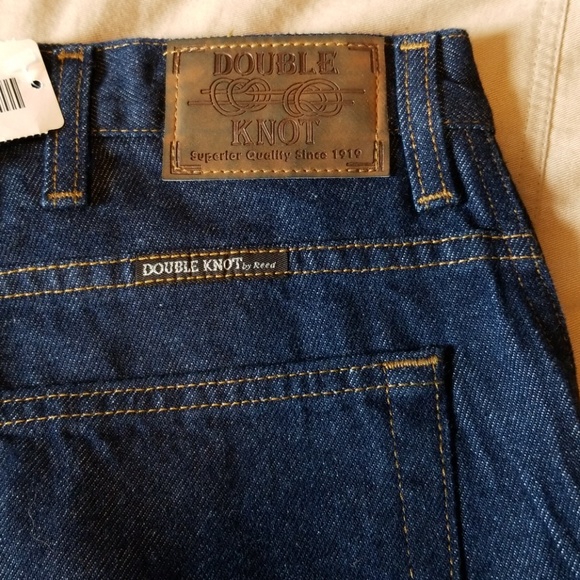 DOUBLE
KNOT
Superior Quality Since 1919
DOUBLE KNOT by Reed